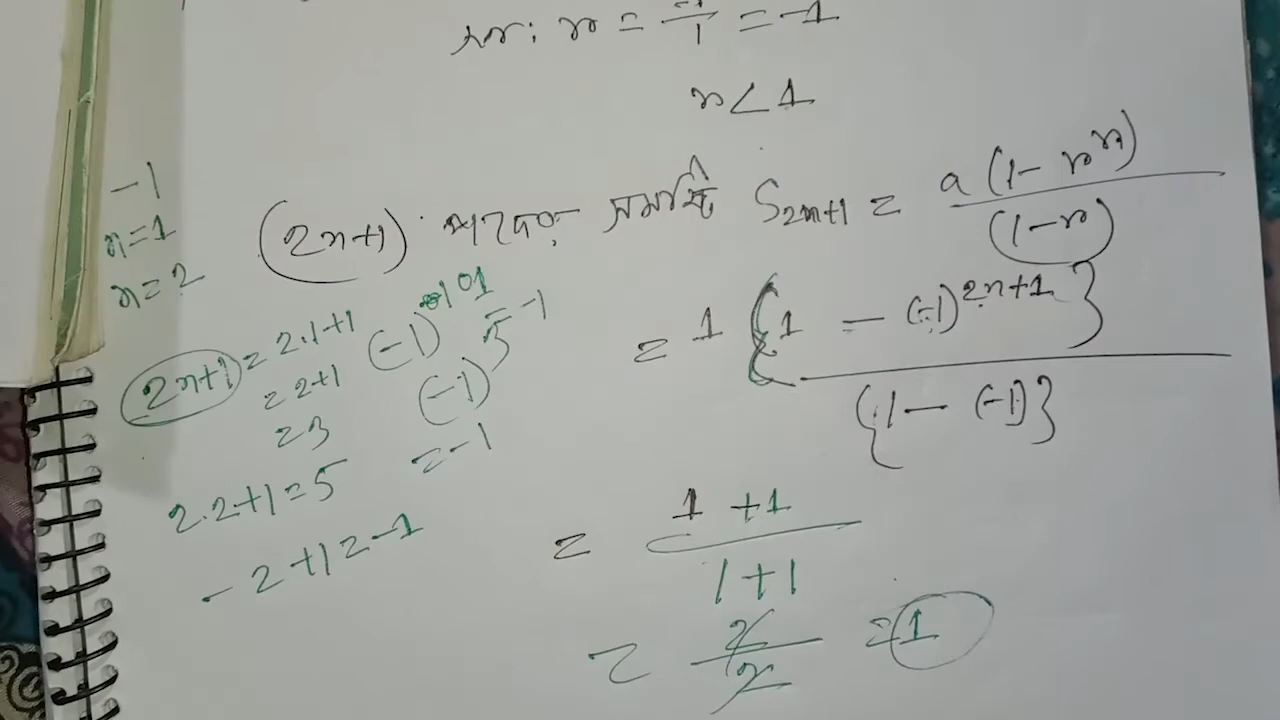 r = -1/1 = -1
r < 1
(2n+1) পদের সমষ্টি S₂ₙ₊₁ = a(1-rⁿ)/(1-r)
= 1{1 - (-1)²ⁿ⁺¹}/{1 - (-1)}
= 1+1/1+1
= 2/2 = 1
-1
n=1
n=2
2n+1 = 2.1+1
= 2+1
= 3
2.2+1=5
-2+1=-1
(-1)¹⁰¹ = -1
(-1)⁵
= -1